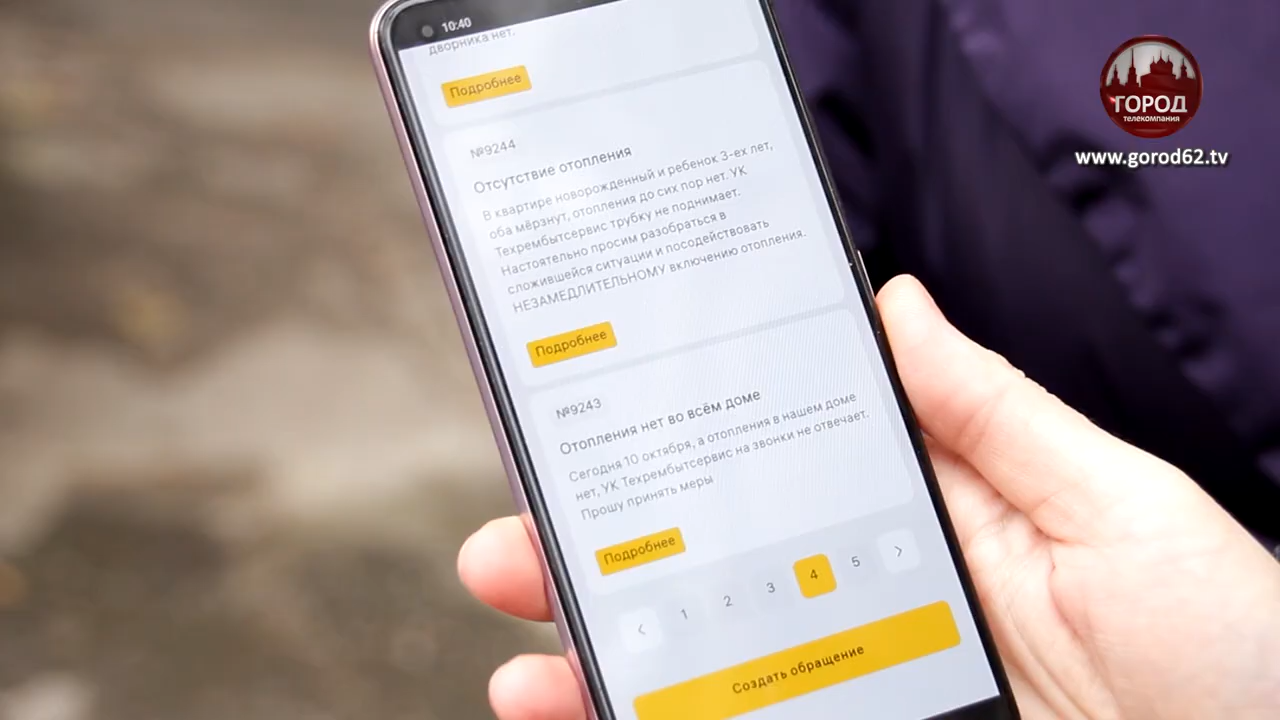 10:40
дворника нет.
Подробнее
№9244
Отсутствие отопления
В квартире новорожденный и ребенок 3-ех лет,
оба мёрзнут, отопления до сих пор нет. УК
Техрембытсервис трубку не поднимает.
Настоятельно просим разобраться в
сложившейся ситуации и посодействовать
НЕЗАМЕДЛИТЕЛЬНОМУ включению отопления.
Подробнее
№9243
Отопления нет во всём доме
Сегодня 10 октября, а отопления в нашем доме
нет, УК Техрембытсервис на звонки не отвечает.
Прошу принять меры
Подробнее
‹ 1 2 3 4 5 ›
Создать обращение
ГОРОД
телекомпания
www.gorod62.tv